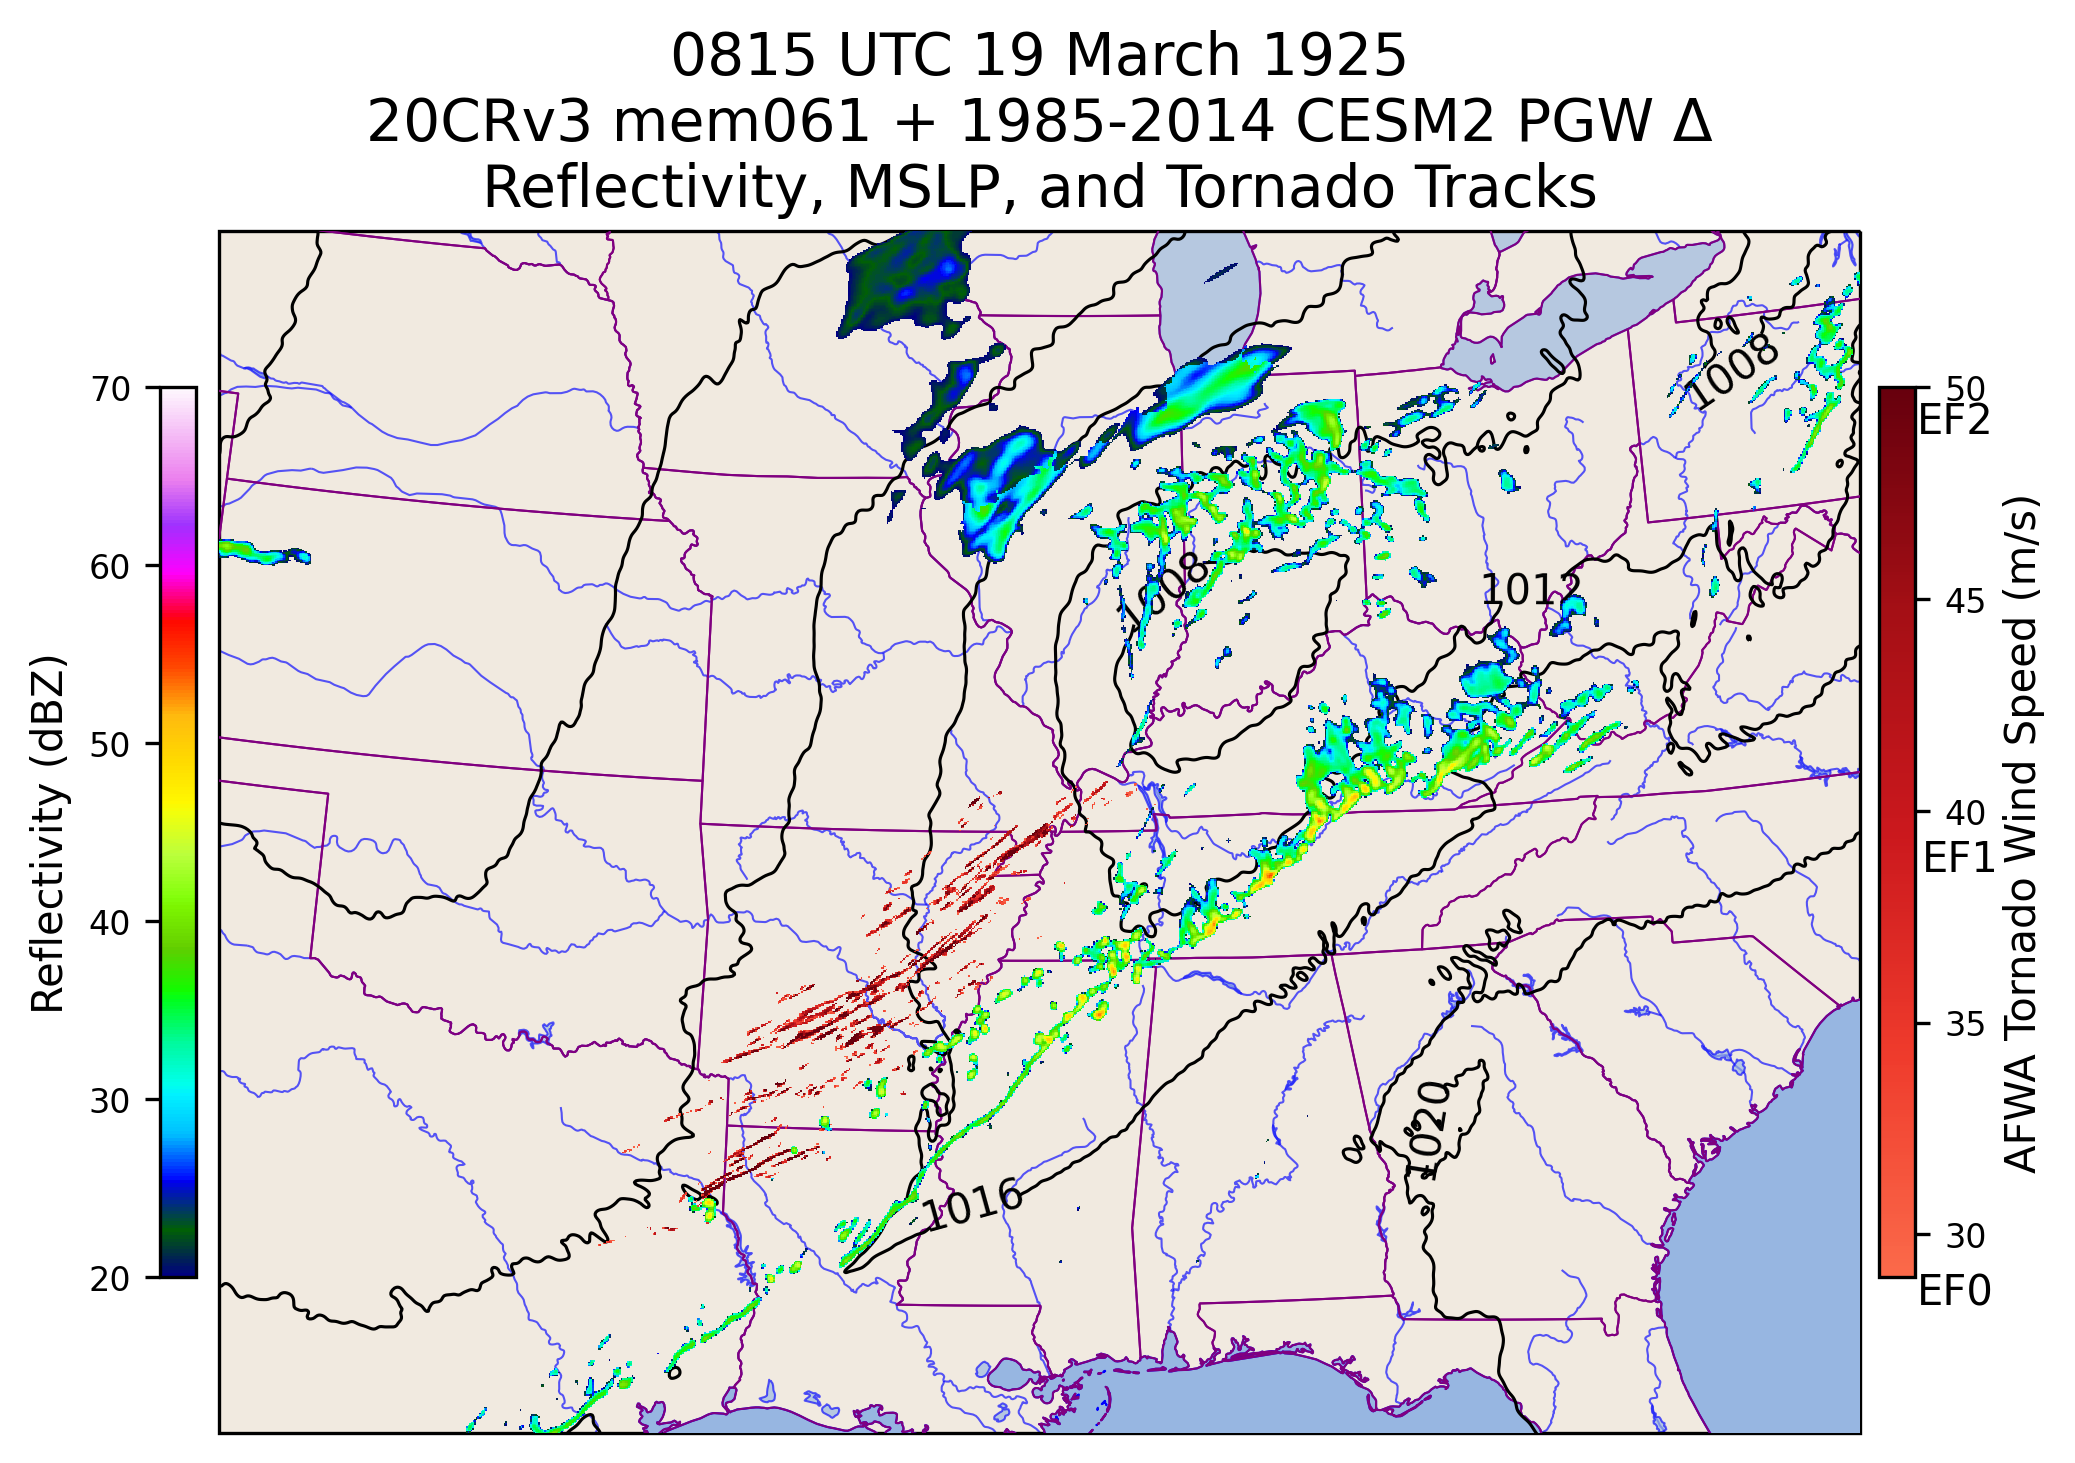 0815 UTC 19 March 1925
20CRv3 mem061 + 1985-2014 CESM2 PGW Δ
Reflectivity, MSLP, and Tornado Tracks
Reflectivity (dBZ)
70
60
50
40
30
20
1008
1008
1012
1016
1020
50
EF2
45
40
EF1
35
30
EF0
AFWA Tornado Wind Speed (m/s)